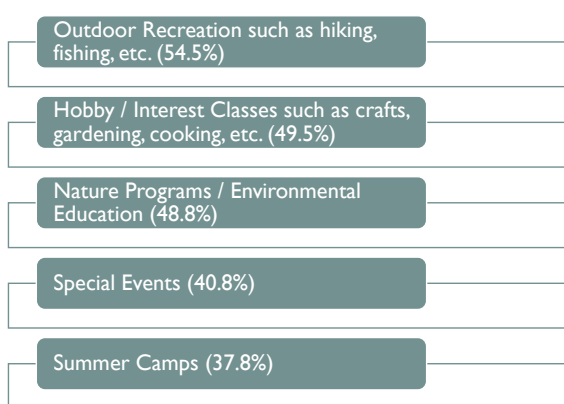 Outdoor Recreation such as hiking,
fishing, etc. (54.5%)
Hobby / Interest Classes such as crafts,
gardening, cooking, etc. (49.5%)
Nature Programs / Environmental
Education (48.8%)
Special Events (40.8%)
Summer Camps (37.8%)